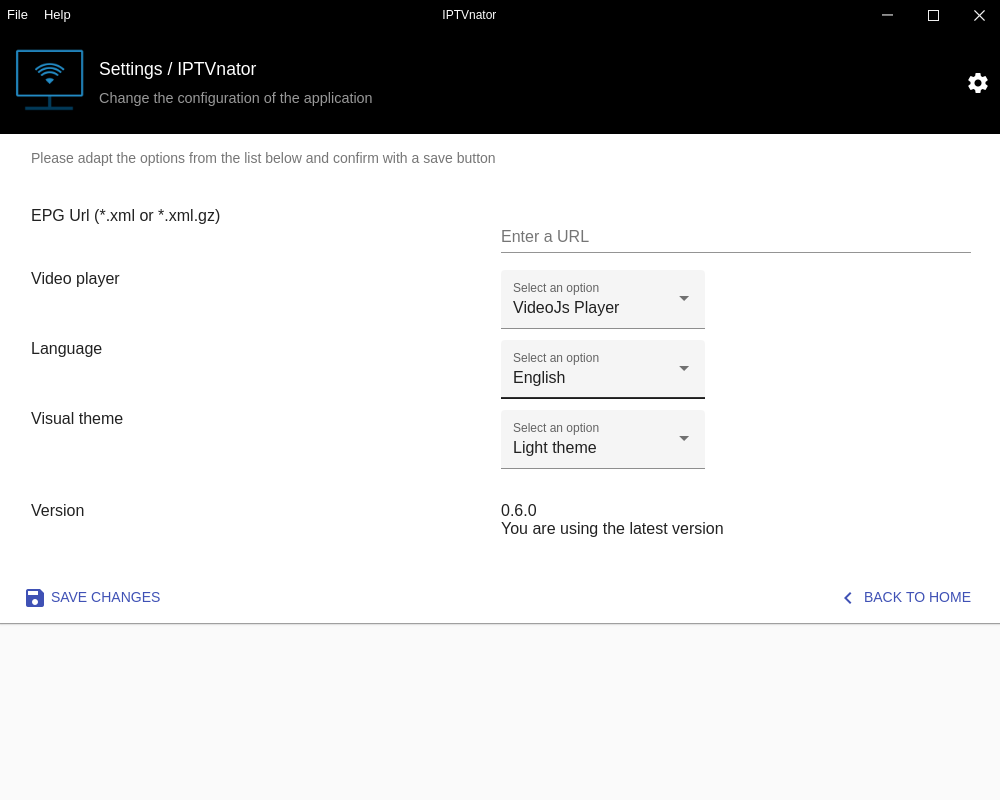 File Help IPTVnator
Settings / IPTVnator
Change the configuration of the application
Please adapt the options from the list below and confirm with a save button
EPG Url (*.xml or *.xml.gz)
Enter a URL
Video player
Select an option
VideoJs Player
Language
Select an option
English
Visual theme
Select an option
Light theme
Version
0.6.0
You are using the latest version
SAVE CHANGES
BACK TO HOME